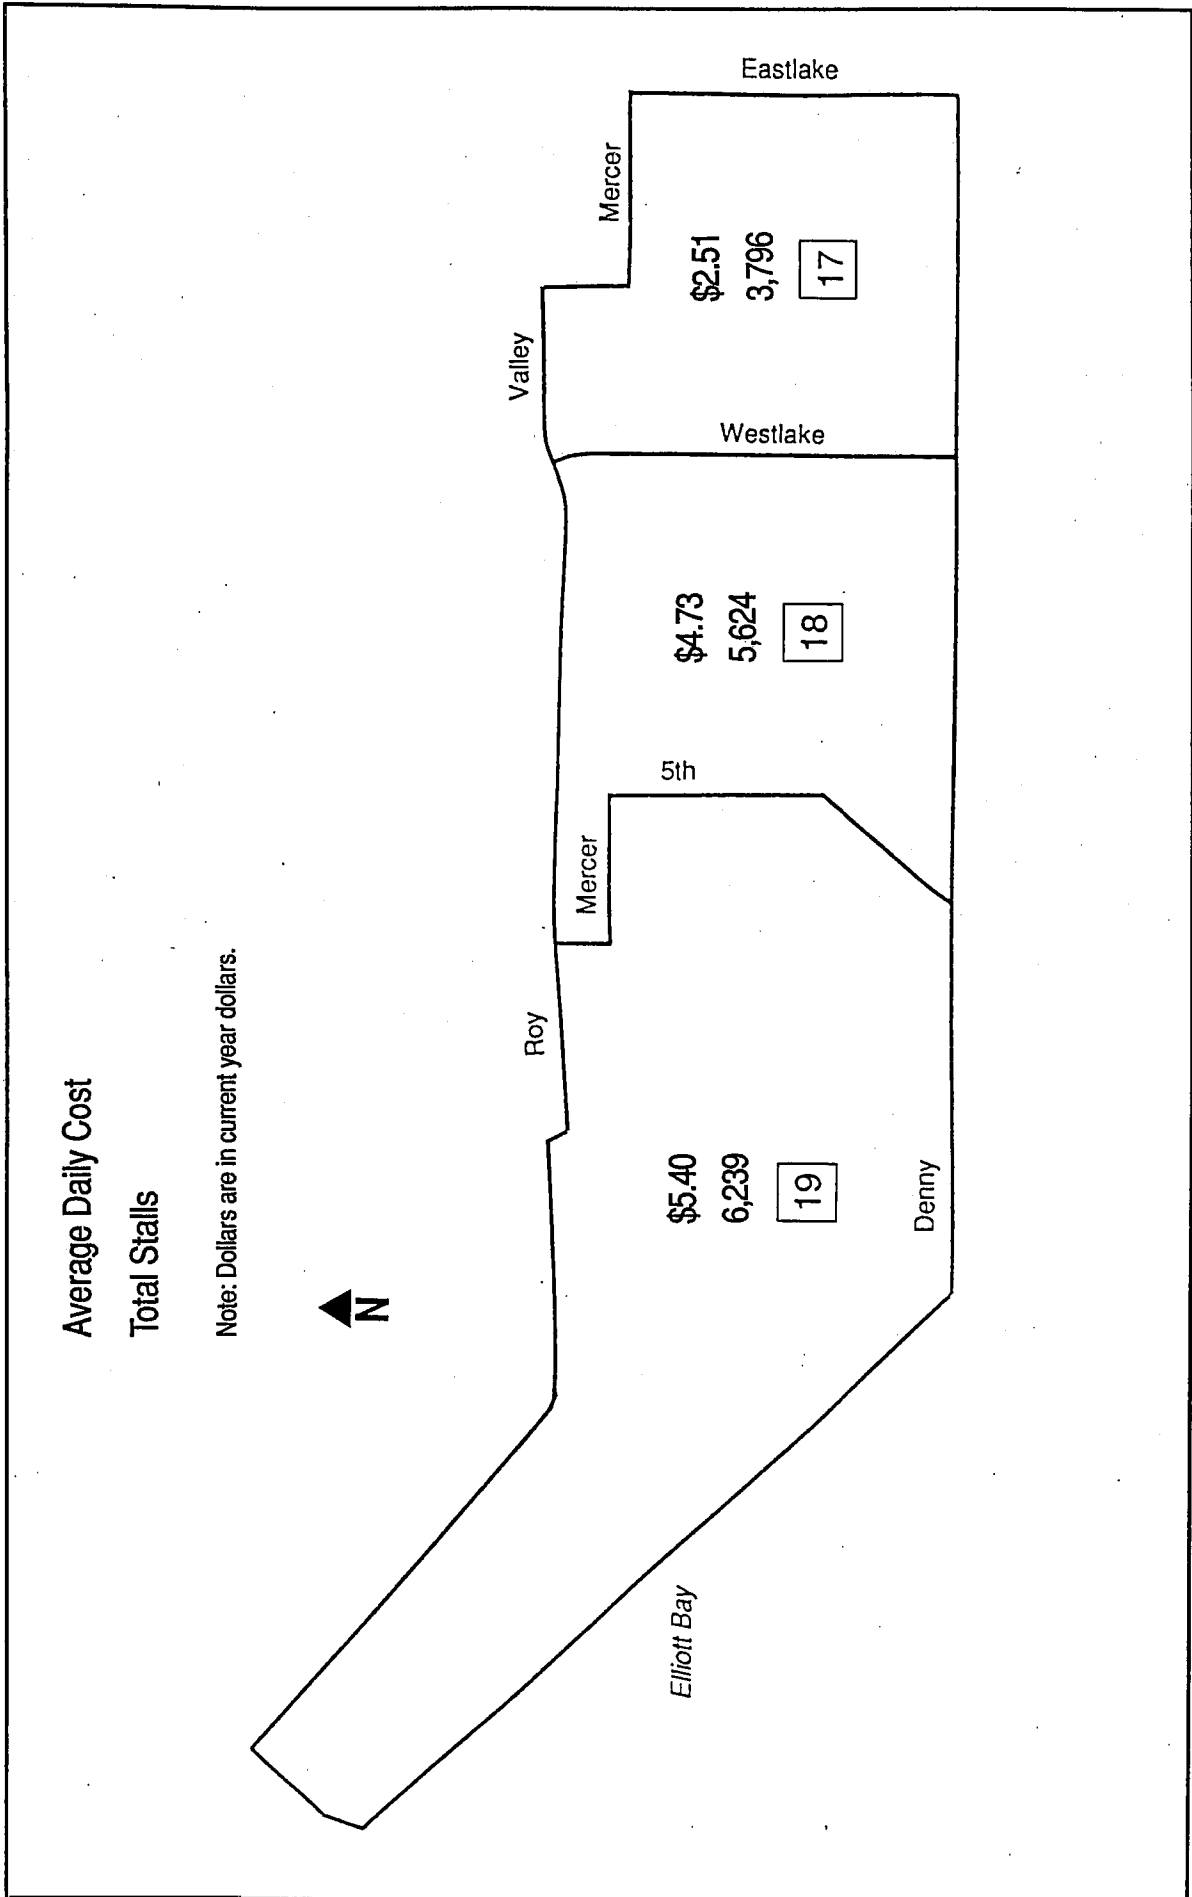 Average Daily Cost
Total Stalls
Note: Dollars are in current year dollars.
N
Eastlake
Mercer
Valley
$2.51
3,796
17
Westlake
$4.73
5,624
18
5th
Mercer
Roy
$5.40
6,239
19
Denny
Elliott Bay